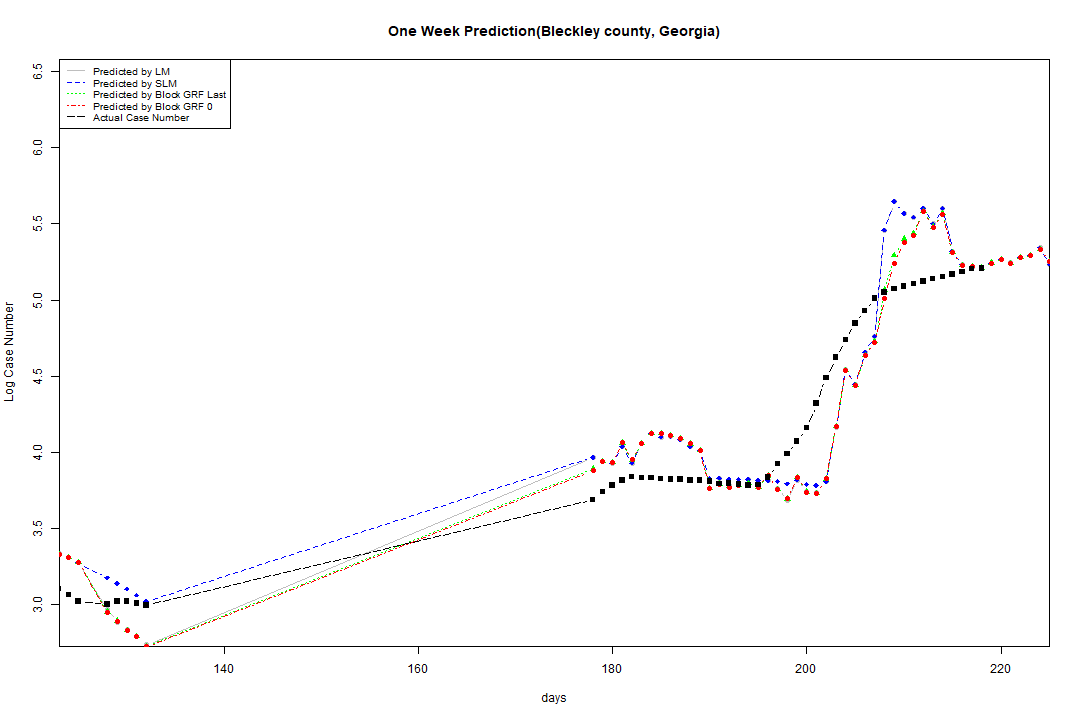 One Week Prediction(Bleckley county, Georgia)
Predicted by LM
Predicted by SLM
Predicted by Block GRF Last
Predicted by Block GRF 0
Actual Case Number
6.5
6.0
5.5
5.0
4.5
4.0
3.5
3.0
Log Case Number
140
160
180
200
220
days